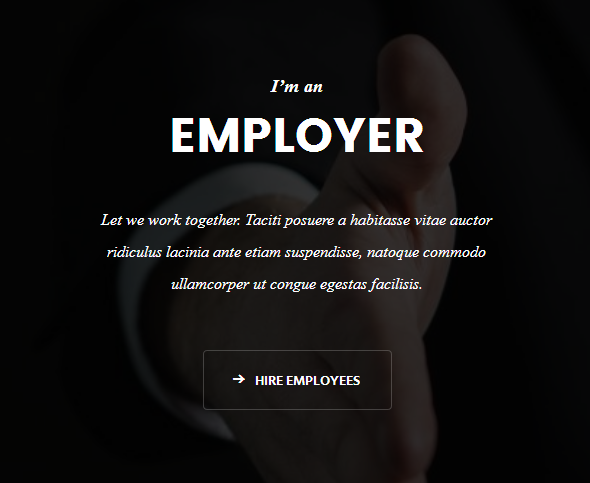 I'm an
EMPLOYER
Let we work together. Taciti posuere a habitasse vitae auctor
ridiculus lacinia ante etiam suspendisse, natoque commodo
ullamcorper ut congue egestas facilisis.
→ HIRE EMPLOYEES